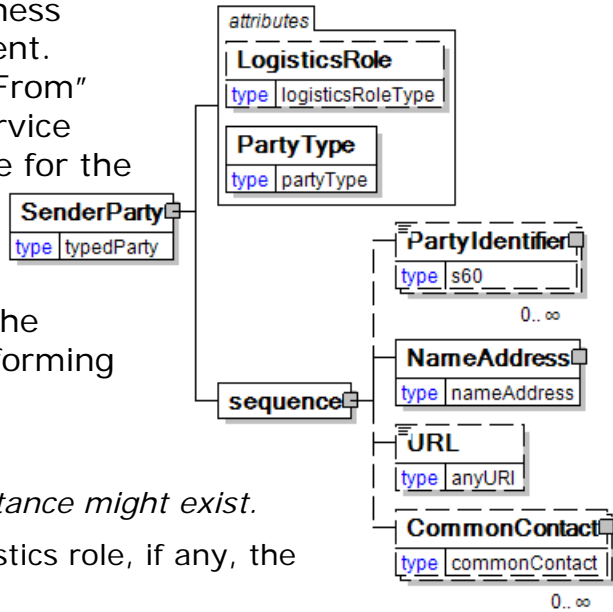 ness
ent.
From"
rvice
e for the
he
forming
tance might exist.
stics role, if any, the
attributes
LogisticsRole
type logisticsRoleType
PartyType
type partyType
SenderParty
type typedParty
sequence
PartyIdentifier
type s60
0.. ∞
NameAddress
type nameAddress
URL
type anyURI
CommonContact
type commonContact
0.. ∞